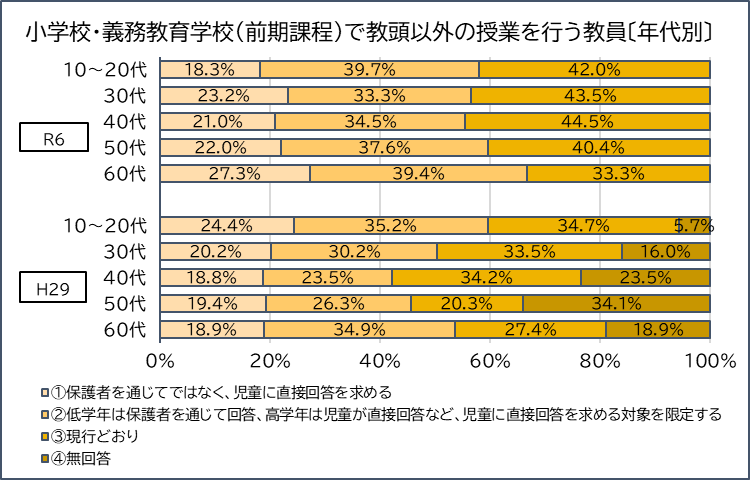 小学校・義務教育学校（前期課程）で教頭以外の授業を行う教員〔年代別〕
R6
10～20代 18.3% 39.7% 42.0%
30代 23.2% 33.3% 43.5%
40代 21.0% 34.5% 44.5%
50代 22.0% 37.6% 40.4%
60代 27.3% 39.4% 33.3%
H29
10～20代 24.4% 35.2% 34.7% 5.7%
30代 20.2% 30.2% 33.5% 16.0%
40代 18.8% 23.5% 34.2% 23.5%
50代 19.4% 26.3% 20.3% 34.1%
60代 18.9% 34.9% 27.4% 18.9%
0% 20% 40% 60% 80% 100%
①保護者を通じてではなく、児童に直接回答を求める
②低学年は保護者を通じて回答、高学年は児童が直接回答など、児童に直接回答を求める対象を限定する
③現行どおり
④無回答